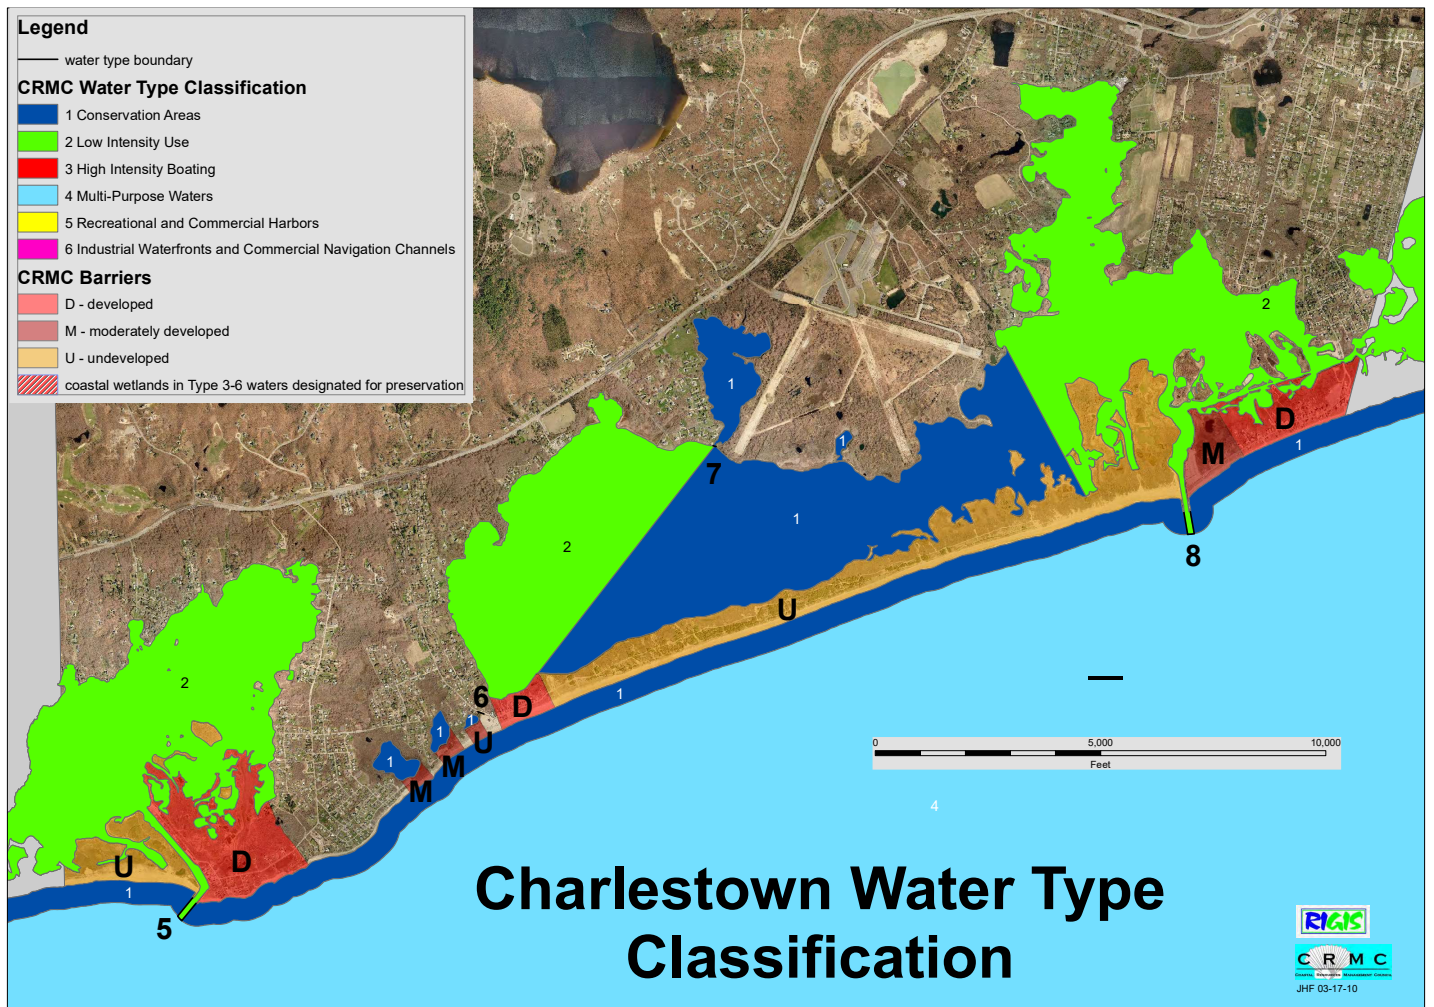 Legend
water type boundary
CRMC Water Type Classification
1 Conservation Areas
2 Low Intensity Use
3 High Intensity Boating
4 Multi-Purpose Waters
5 Recreational and Commercial Harbors
6 Industrial Waterfronts and Commercial Navigation Channels
CRMC Barriers
D - developed
M - moderately developed
U - undeveloped
coastal wetlands in Type 3-6 waters designated for preservation
2
1
D
1
1
M
7
1
2
8
U
2
1
6
D
1
1
U
1
M
M
0 5,000 10,000
Feet
4
D
U
1
5
Charlestown Water Type
Classification
RIGIS
C R M C
COASTAL RESOURCES MANAGEMENT COUNCIL
JHF 03-17-10